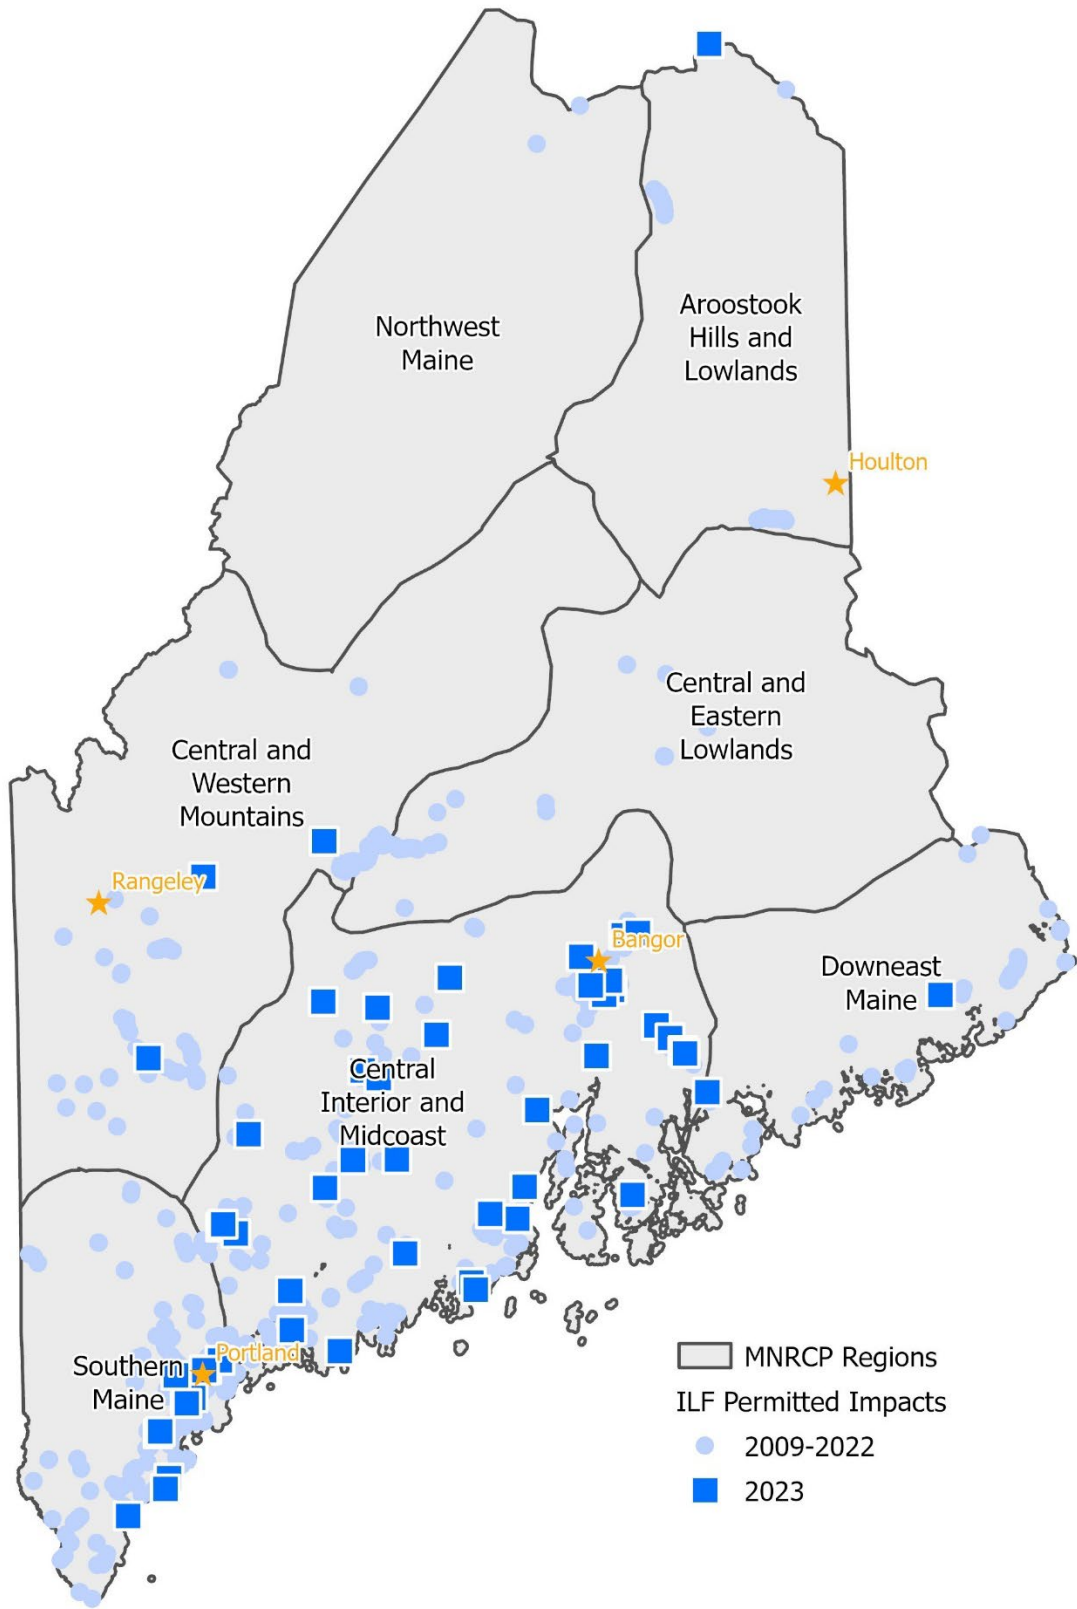 Northwest
Maine
Aroostook
Hills and
Lowlands
Houlton
Central and
Eastern
Lowlands
Central and
Western
Mountains
Rangeley
Bangor
Downeast
Maine
Central
Interior and
Midcoast
Portland
Southern
Maine
MNRCP Regions
ILF Permitted Impacts
2009-2022
2023